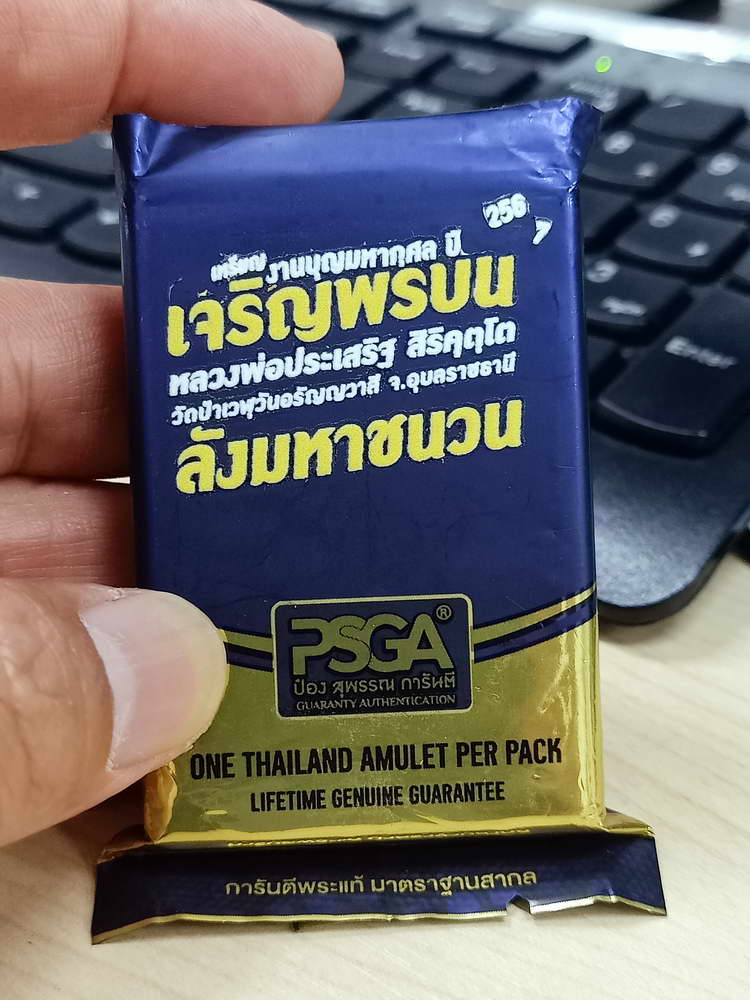 เหรียญ งานบุญมหากุศล ปี 2567
เจริญพรบน
หลวงพ่อประเสริฐ สิริคุตฺโต
วัดป่าเวฬุวันอรัญญวาสี จ.อุบลราชธานี
ลังมหาชนวน
PSGA®
ป๋อง สุพรรณ การันตี
GUARANTY AUTHENTICATION
ONE THAILAND AMULET PER PACK
LIFETIME GENUINE GUARANTEE
การันตีพระแท้ มาตราฐานสากล
Enter